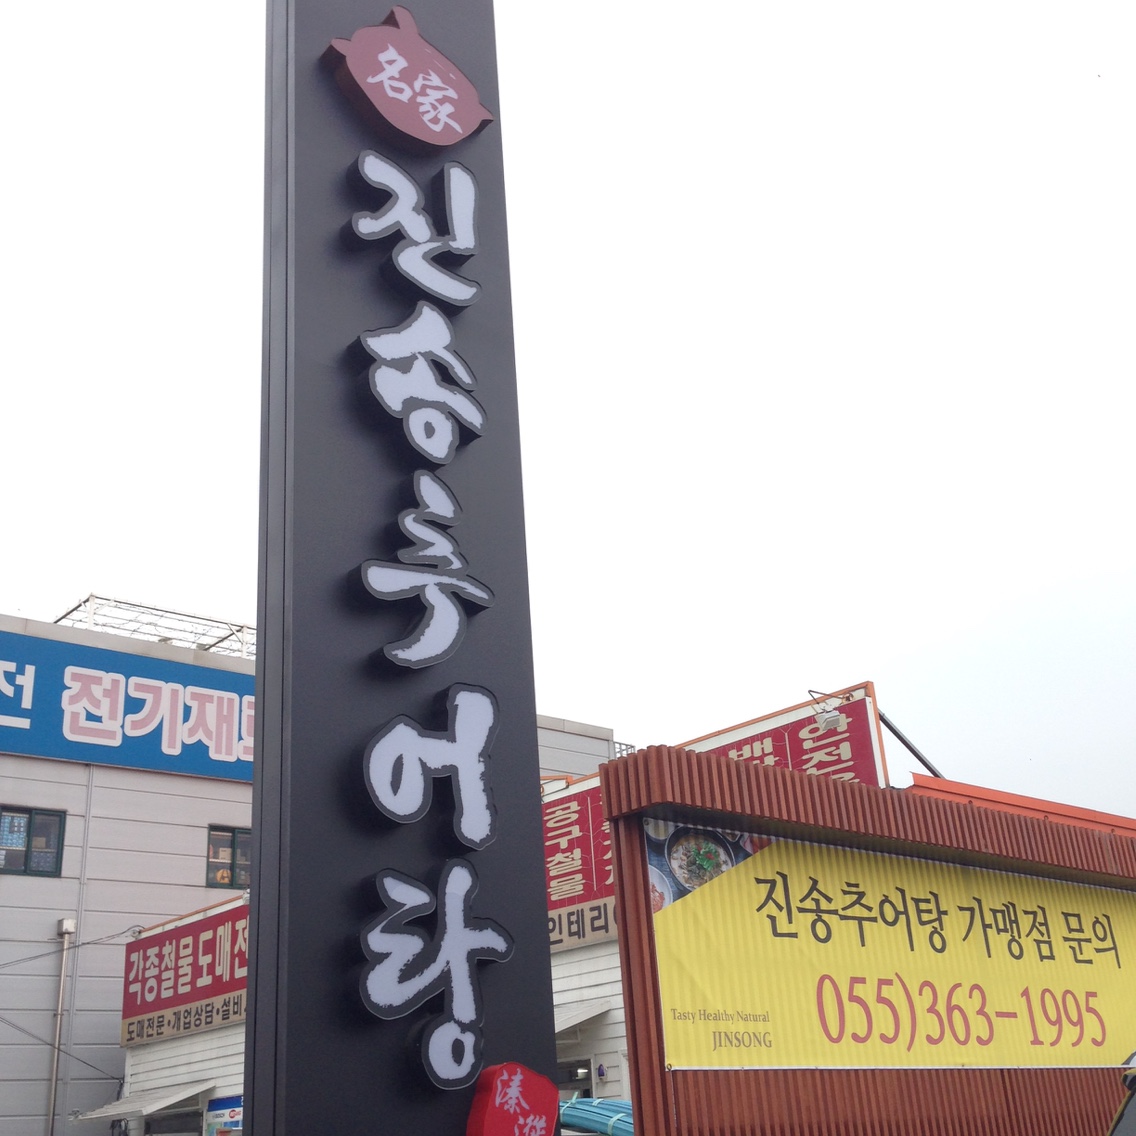 名家
진송추어탕
전 전기재료
공구철물
인테리
각종철물도매전
도매전문•개업상담•설비
진송추어탕 가맹점 문의
055)363-1995
Tasty Healthy Natural
JINSONG